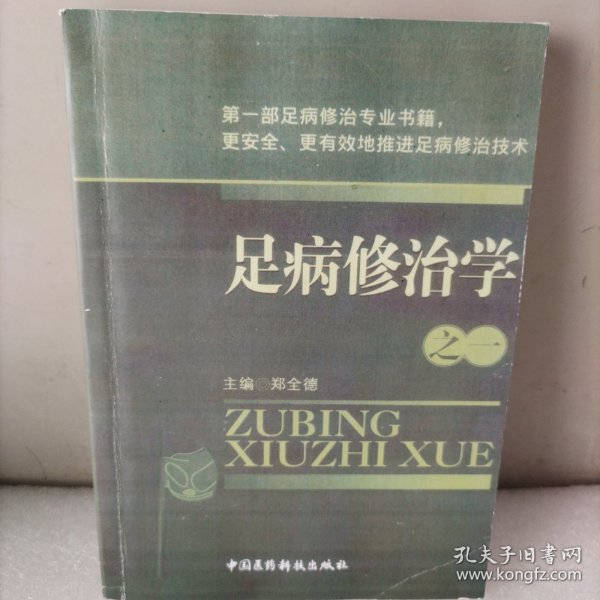 第一部足病修治专业书籍，
更安全、更有效地推进足病修治技术
足病修治学
之一
主编◎郑全德
ZUBING
XIUZHI XUE
中国医药科技出版社
孔夫子旧书网
www.kongfz.com